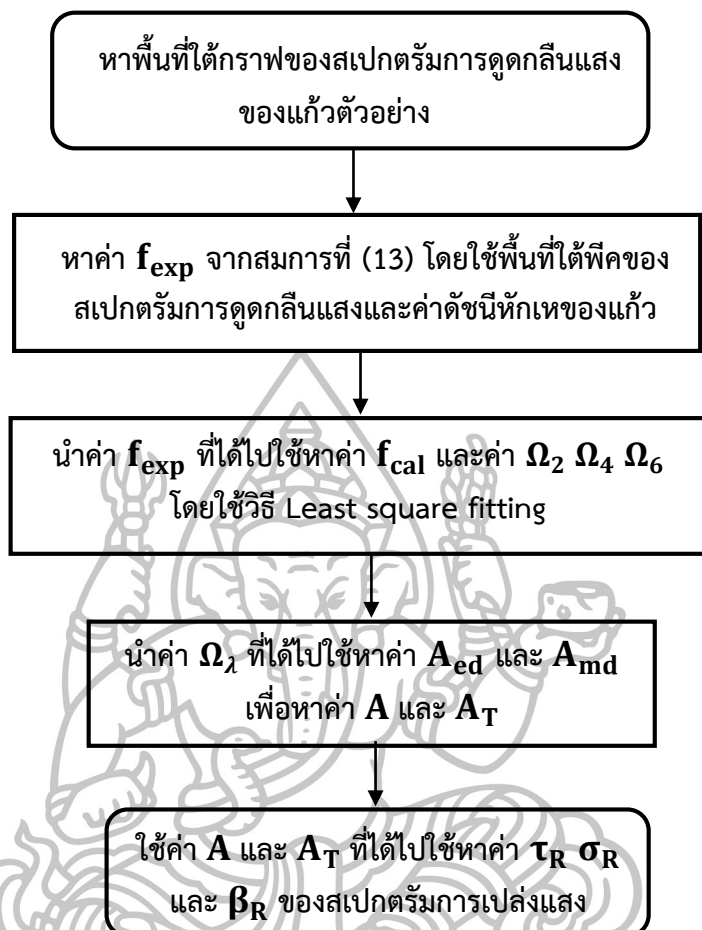 หาพื้นที่ใต้กราฟของสเปกตรัมการดูดกลืนแสง
ของแก้วตัวอย่าง
หาค่า f_exp จากสมการที่ (13) โดยใช้พื้นที่ใต้พีคของ
สเปกตรัมการดูดกลืนแสงและค่าดัชนีหักเหของแก้ว
นำค่า f_exp ที่ได้ไปใช้หาค่า f_cal และค่า Ω₂ Ω₄ Ω₆
โดยใช้วิธี Least square fitting
นำค่า Ω_λ ที่ได้ไปใช้หาค่า A_ed และ A_md
เพื่อหาค่า A และ A_T
ใช้ค่า A และ A_T ที่ได้ไปใช้หาค่า τ_R σ_R
และ β_R ของสเปกตรัมการเปล่งแสง